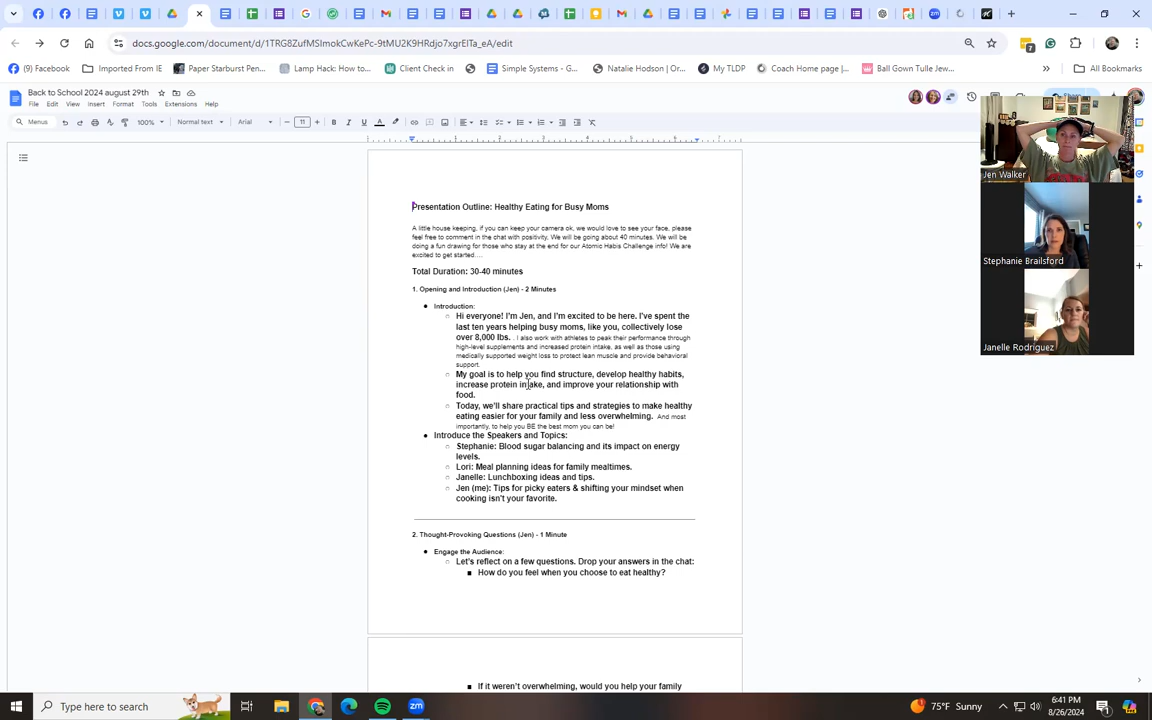 docs.google.com/document/d/1TRG8ZufMSImokCwKePc-9tMU2K9HRdjo7xgrElTa_eA/edit
7
(9) Facebook
Imported From IE
Paper Starburst Pen...
Lamp Hack: How to...
Client Check in
Simple Systems - G...
Natalie Hodson | Or...
My TLDP
Coach Home page |...
Ball Gown Tulle Jew...
All Bookmarks
Back to School 2024 august 29th
File Edit View Insert Format Tools Extensions Help
Share
Menus
100%
Normal text
Arial
11
B I U A
1 2 3 4 5 6 7
Presentation Outline: Healthy Eating for Busy Moms
A little house keeping, if you can keep your camera ok, we would love to see your face, please
feel free to comment in the chat with positivity, We will be going about 40 minutes. We will be
doing a fun drawing for those who stay at the end for our Atomic Habis Challenge info! We are
excited to get started....
Total Duration: 30-40 minutes
1. Opening and Introduction (Jen) - 2 Minutes
● Introduction:
○ Hi everyone! I'm Jen, and I'm excited to be here. I've spent the
last ten years helping busy moms, like you, collectively lose
over 8,000 lbs. . I also work with athletes to peak their performance through
high-level supplements and increased protein intake, as well as those using
medically supported weight loss to protect lean muscle and provide behavioral
support.
○ My goal is to help you find structure, develop healthy habits,
increase protein intake, and improve your relationship with
food.
○ Today, we'll share practical tips and strategies to make healthy
eating easier for your family and less overwhelming. And most
importantly, to help you BE the best mom you can be!
● Introduce the Speakers and Topics:
○ Stephanie: Blood sugar balancing and its impact on energy
levels.
○ Lori: Meal planning ideas for family mealtimes.
○ Janelle: Lunchboxing ideas and tips.
○ Jen (me): Tips for picky eaters & shifting your mindset when
cooking isn't your favorite.
2. Thought-Provoking Questions (Jen) - 1 Minute
● Engage the Audience:
○ Let's reflect on a few questions. Drop your answers in the chat:
■ How do you feel when you choose to eat healthy?
■ If it weren't overwhelming, would you help your family
Jen Walker
Stephanie Brailsford
Janelle Rodriguez
Type here to search
75°F Sunny
6:41 PM
8/26/2024